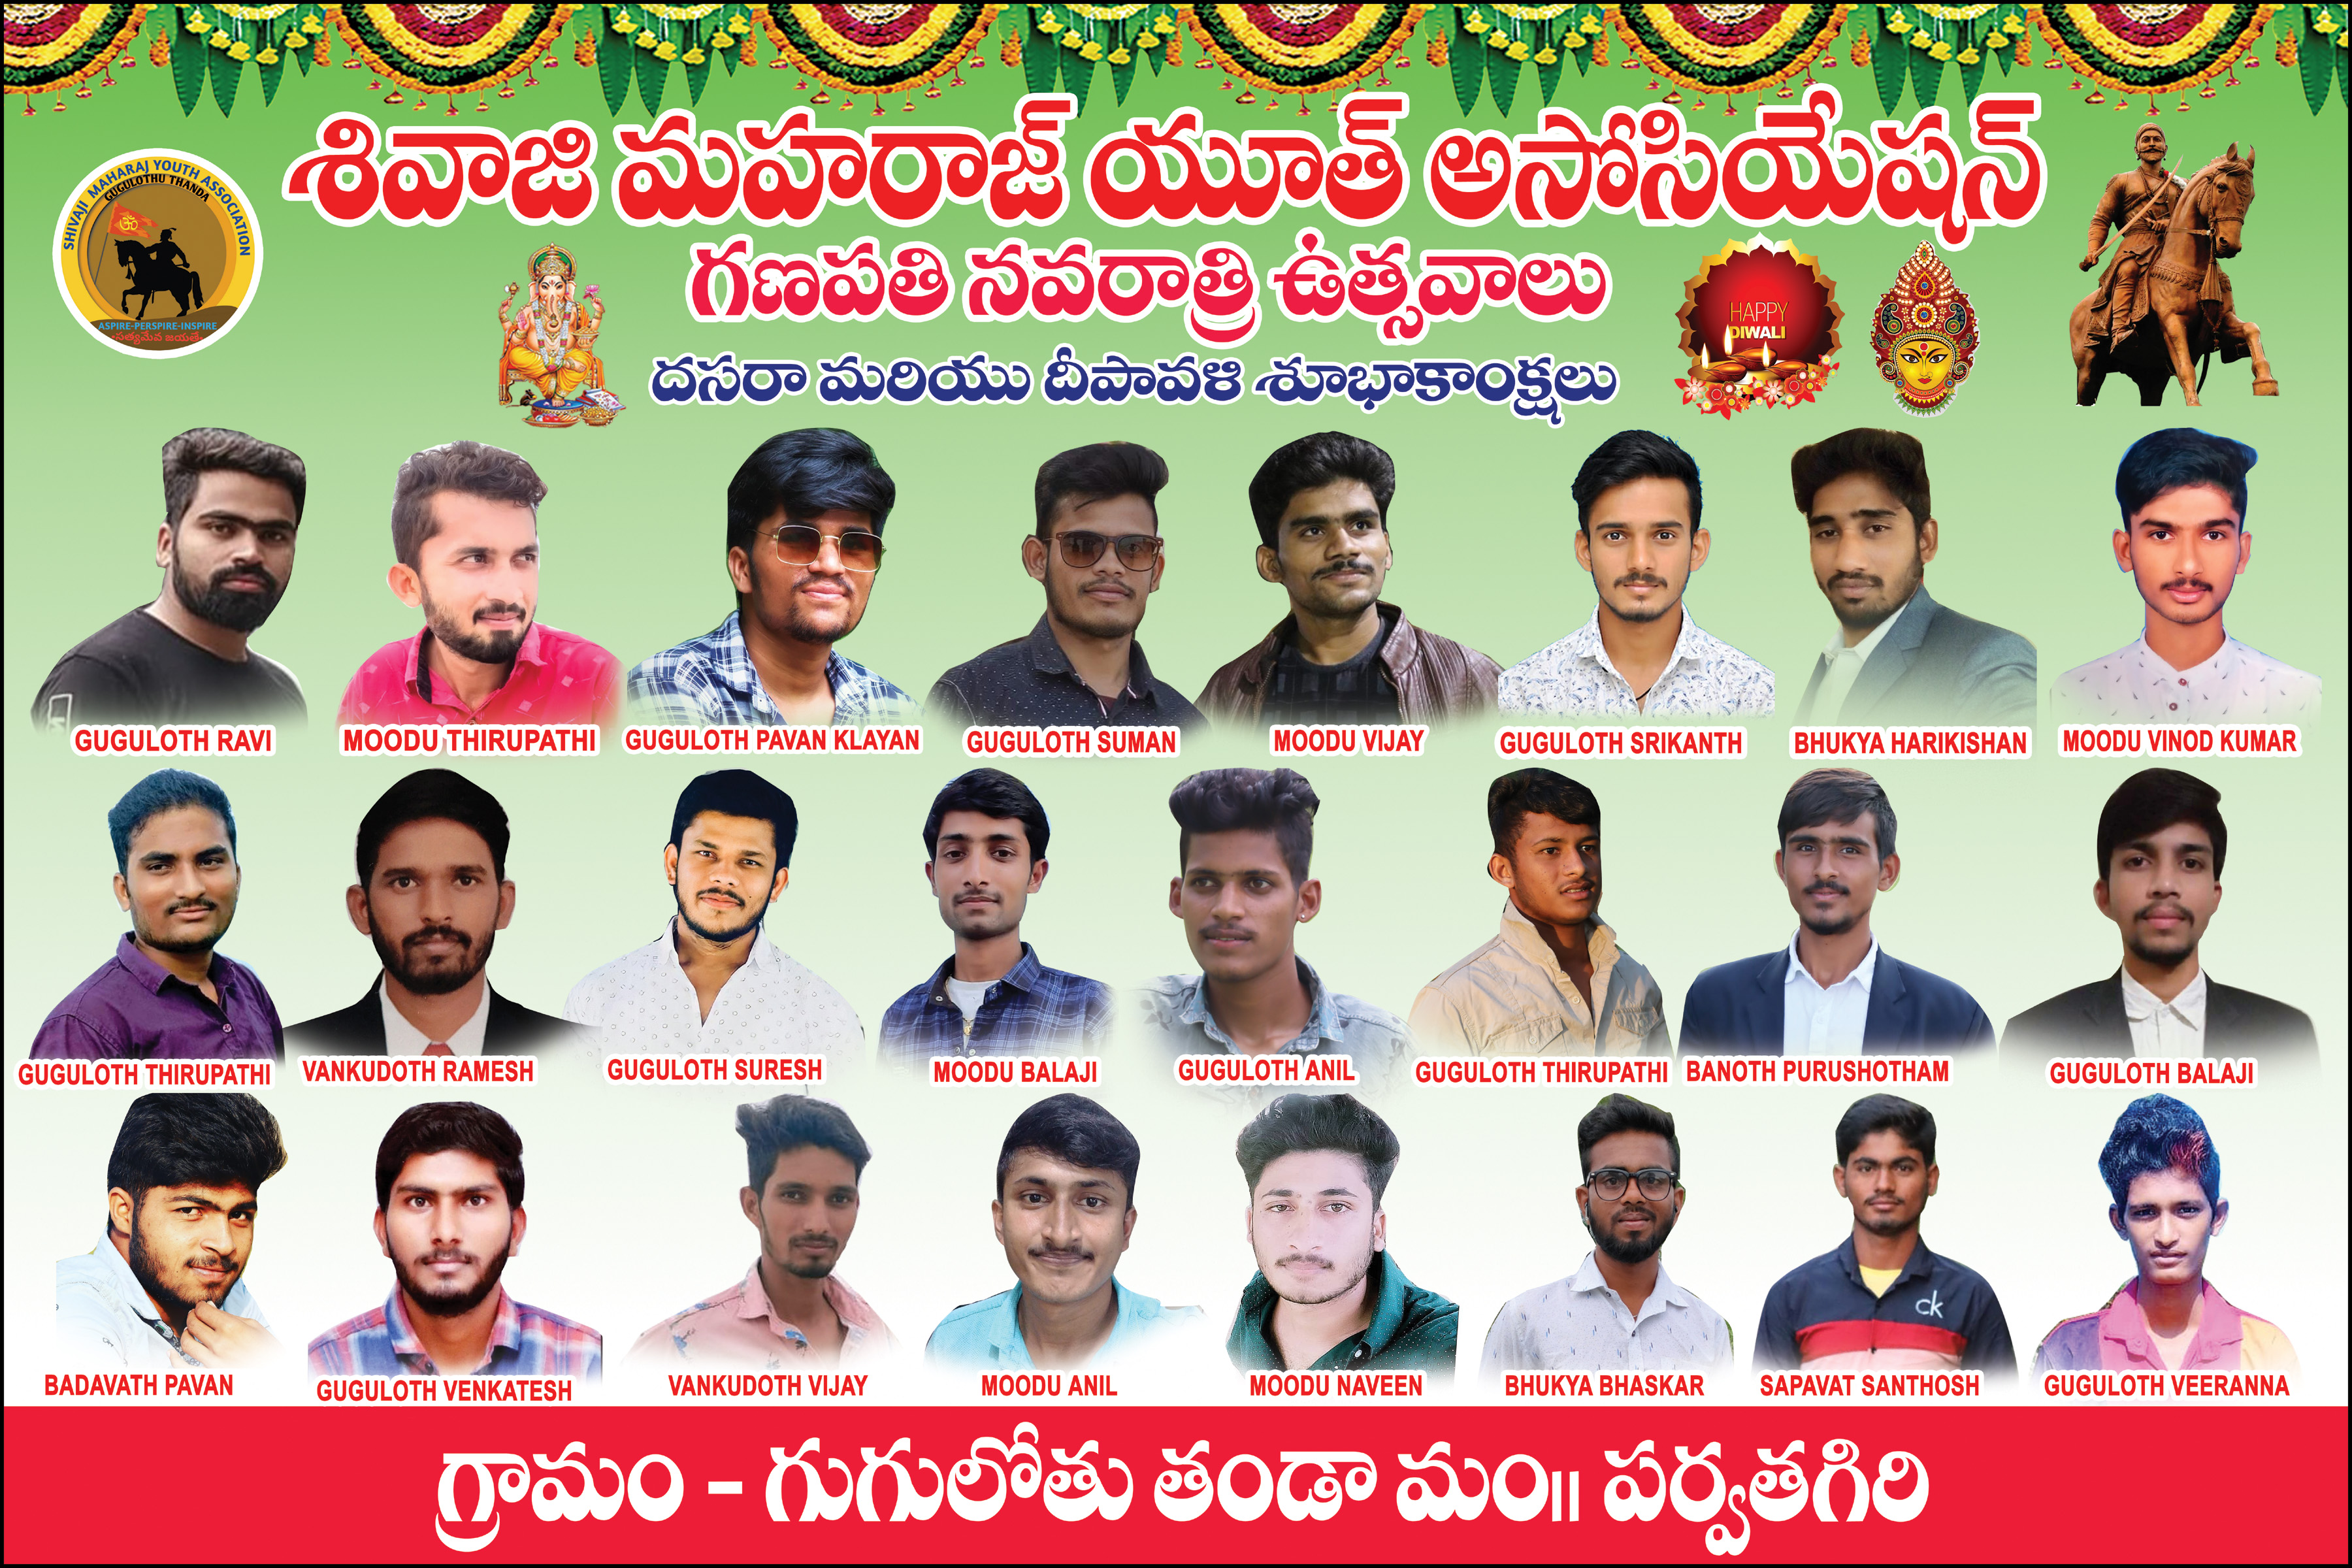 శివాజి మహరాజ్ యూత్ అసోసియేషన్
SHIVAJI MAHARAJ YOUTH ASSOCIATION
GUGULOTHU THANDA
ASPIRE-PERSPIRE-INSPIRE
సత్యమేవ జయతే
గణపతి నవరాత్రి ఉత్సవాలు
HAPPY
DIWALI
దసరా మరియు దీపావళి శూభాకాంక్షలు
GUGULOTH RAVI
MOODU THIRUPATHI
GUGULOTH PAVAN KLAYAN
GUGULOTH SUMAN
MOODU VIJAY
GUGULOTH SRIKANTH
BHUKYA HARIKISHAN
MOODU VINOD KUMAR
GUGULOTH THIRUPATHI
VANKUDOTH RAMESH
GUGULOTH SURESH
MOODU BALAJI
GUGULOTH ANIL
GUGULOTH THIRUPATHI
BANOTH PURUSHOTHAM
GUGULOTH BALAJI
ck
BADAVATH PAVAN
GUGULOTH VENKATESH
VANKUDOTH VIJAY
MOODU ANIL
MOODU NAVEEN
BHUKYA BHASKAR
SAPAVAT SANTHOSH
GUGULOTH VEERANNA
గ్రామం - గుగులోతు తండా మం॥ పర్వతగిరి